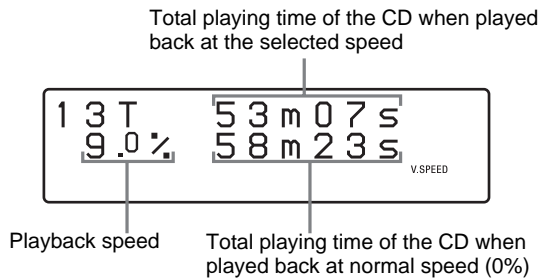 Total playing time of the CD when played
back at the selected speed
13T 53m07s
9.0% 58m23s
V.SPEED
Playback speed
Total playing time of the CD when
played back at normal speed (0%)